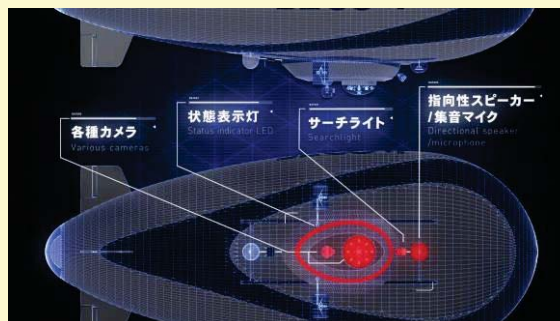 各種カメラ
Various cameras
状態表示灯
Status indicator LED
サーチライト
Searchlight
指向性スピーカー
/集音マイク
Directional speaker
/microphone